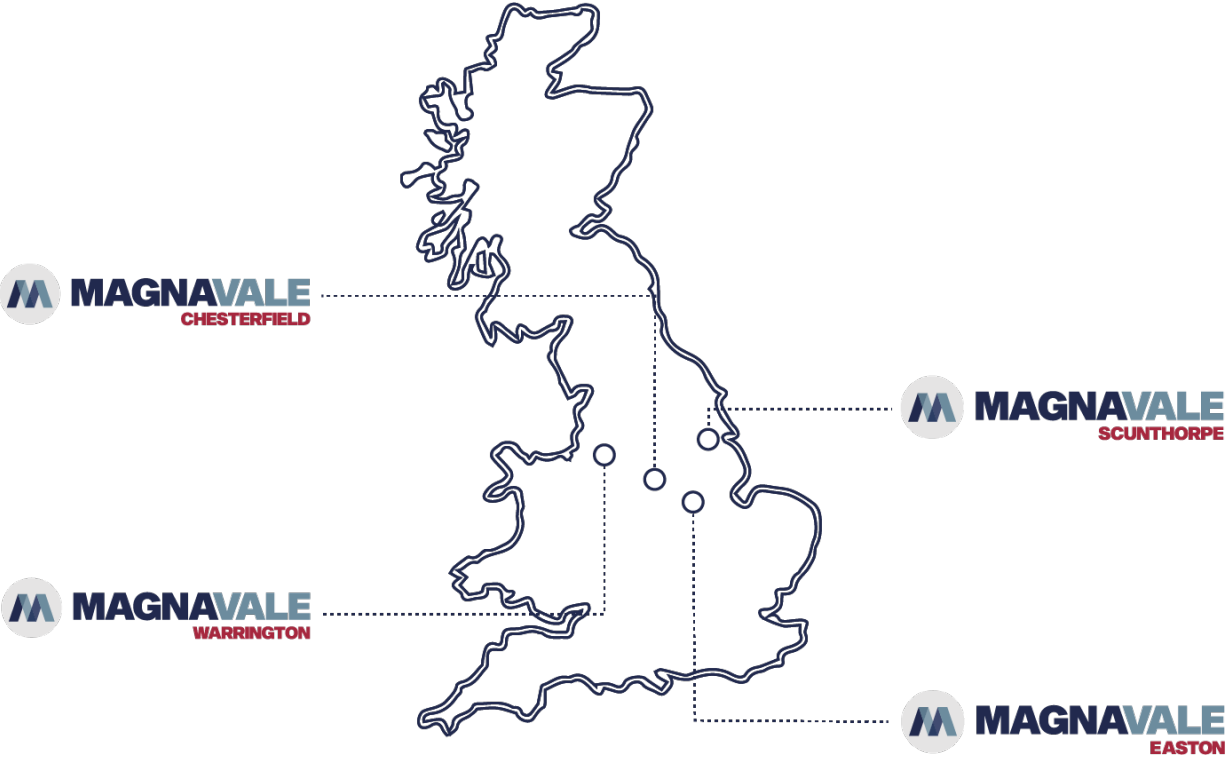 MAGNAVALE
CHESTERFIELD
MAGNAVALE
SCUNTHORPE
MAGNAVALE
WARRINGTON
MAGNAVALE
EASTON